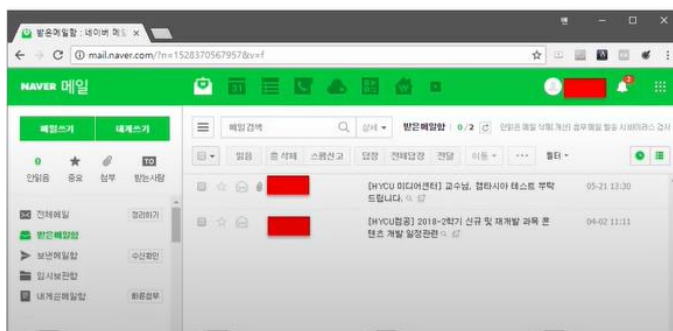 받은메일함 : 네이버 메일
mail.naver.com/?n=1528370567957&v=f
NAVER 메일
메일쓰기 내게쓰기
메일검색
상세
받은메일함 0/2
0
TO
안읽음 중요 첨부 받는사람
읽음 삭제 스팸신고 답장 전체답장 전달 이동 ··· 필터
[HYCU 미디어센터] 교수님, 챕타시아 테스트 부탁
드립니다.
05-21 13:30
[HYCU컴공] 2018-2학기 신규 및 재개발 과목 콘
텐츠 개발 일정관련
04-02 11:11
전체메일 정리하기
받은메일함
보낸메일함 수신확인
임시보관함
내게쓴메일함